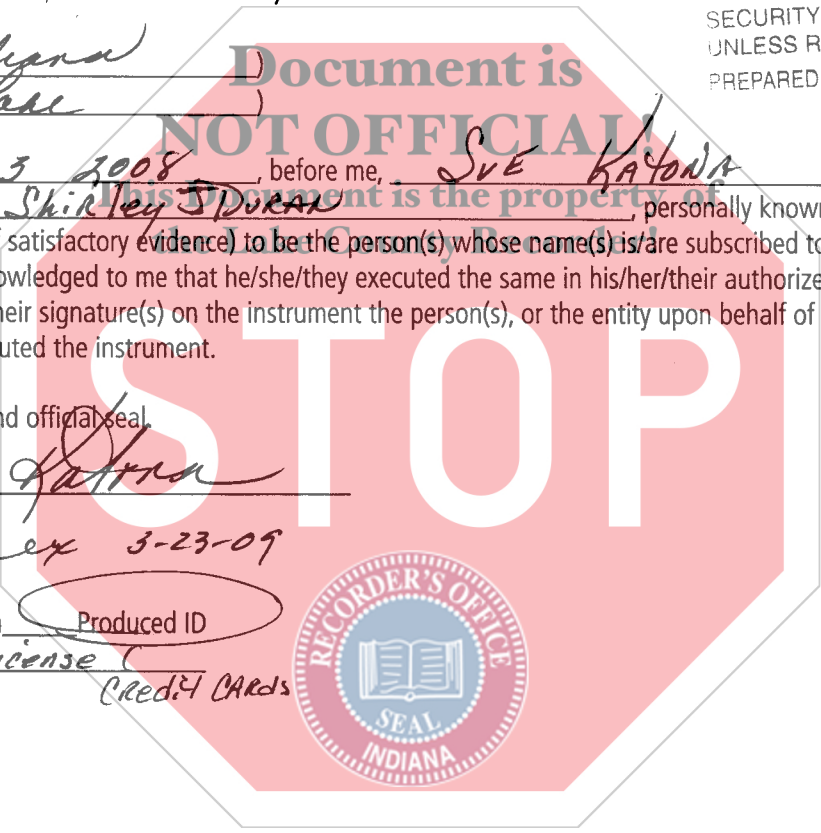 SECURITY
UNLESS R
PREPARED
diana )
ake )
Document is
NOT OFFICIAL!
This Document is the property of
the Lake County Recorder!
3 2008, before me, SUE KATONA
Shirley J DURAN, personally known
satisfactory evidence) to be the person(s) whose name(s) is/are subscribed to
owledged to me that he/she/they executed the same in his/her/their authorize
heir signature(s) on the instrument the person(s), or the entity upon behalf of
uted the instrument.
STOP
nd official seal.
Katona
ex 3-23-09
Produced ID
icense (
Credit CARds
RECORDER'S OFFICE
SEAL
INDIANA